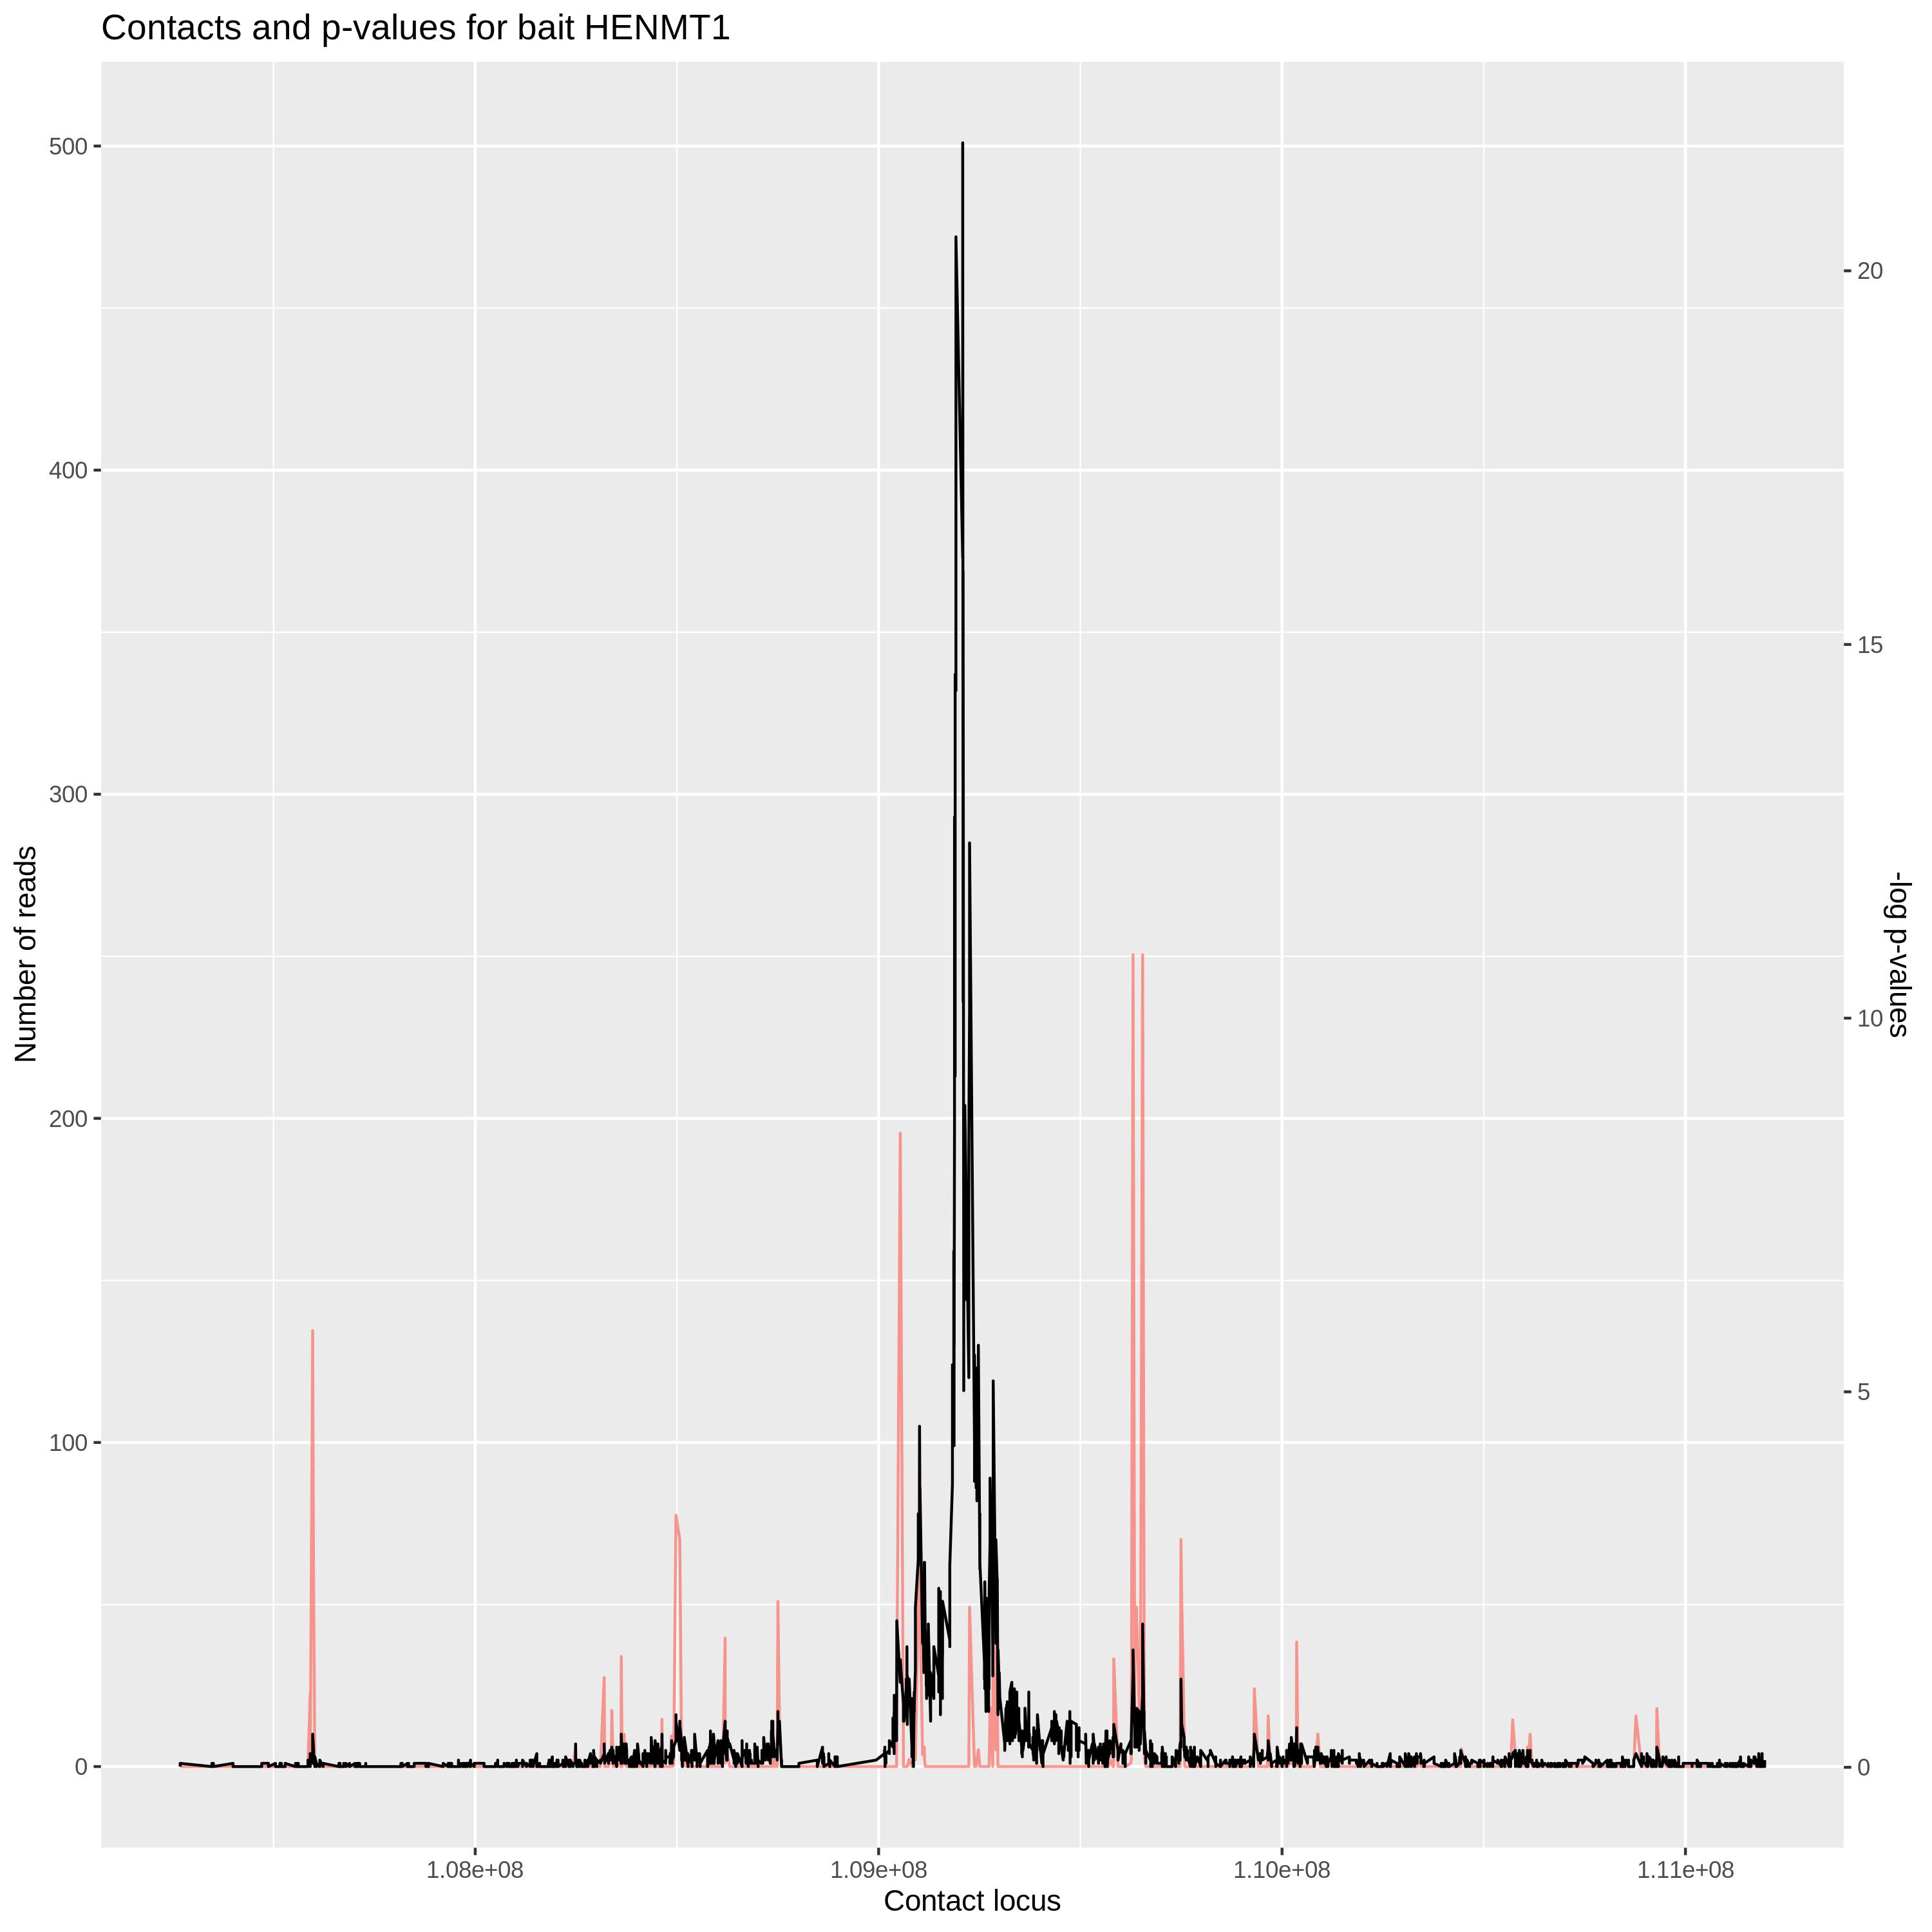 Contacts and p-values for bait HENMT1
500
400
300
200
100
0
Number of reads
20
15
10
5
0
-log p-values
1.08e+08
1.09e+08
1.10e+08
1.11e+08
Contact locus